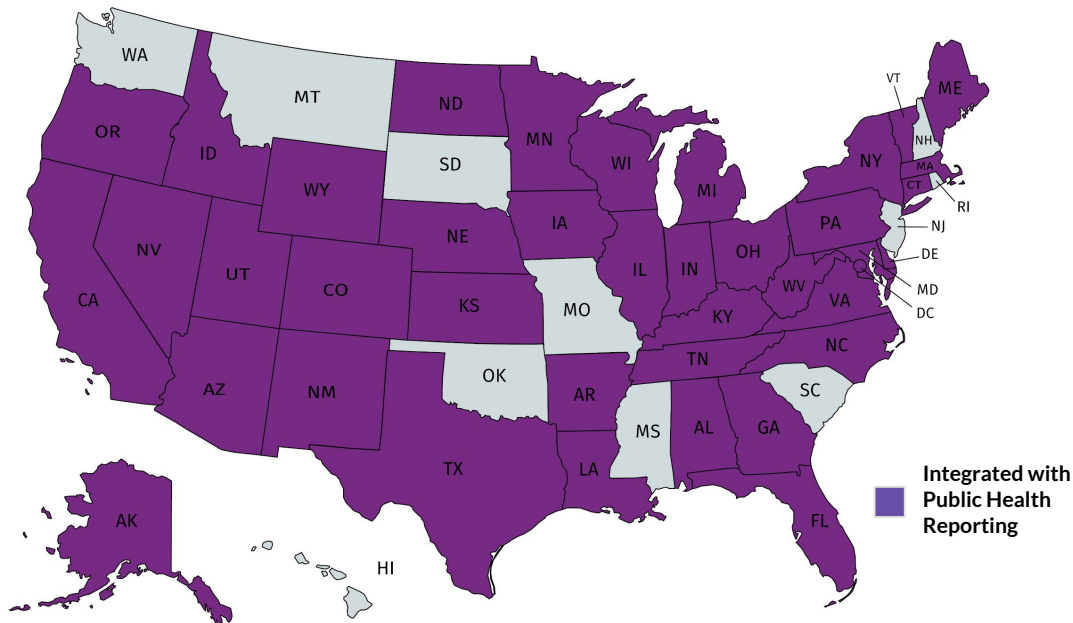 WA
MT
ND
MN
OR
ID
SD
WI
WY
MI
VT
ME
NH
NY
MA
CT
RI
NV
UT
CO
NE
IA
CA
KS
MO
IL
IN
OH
PA
NJ
DE
MD
DC
WV
VA
KY
AZ
NM
OK
AR
TN
NC
SC
MS
AL
GA
TX
LA
FL
AK
HI
Integrated with
Public Health
Reporting